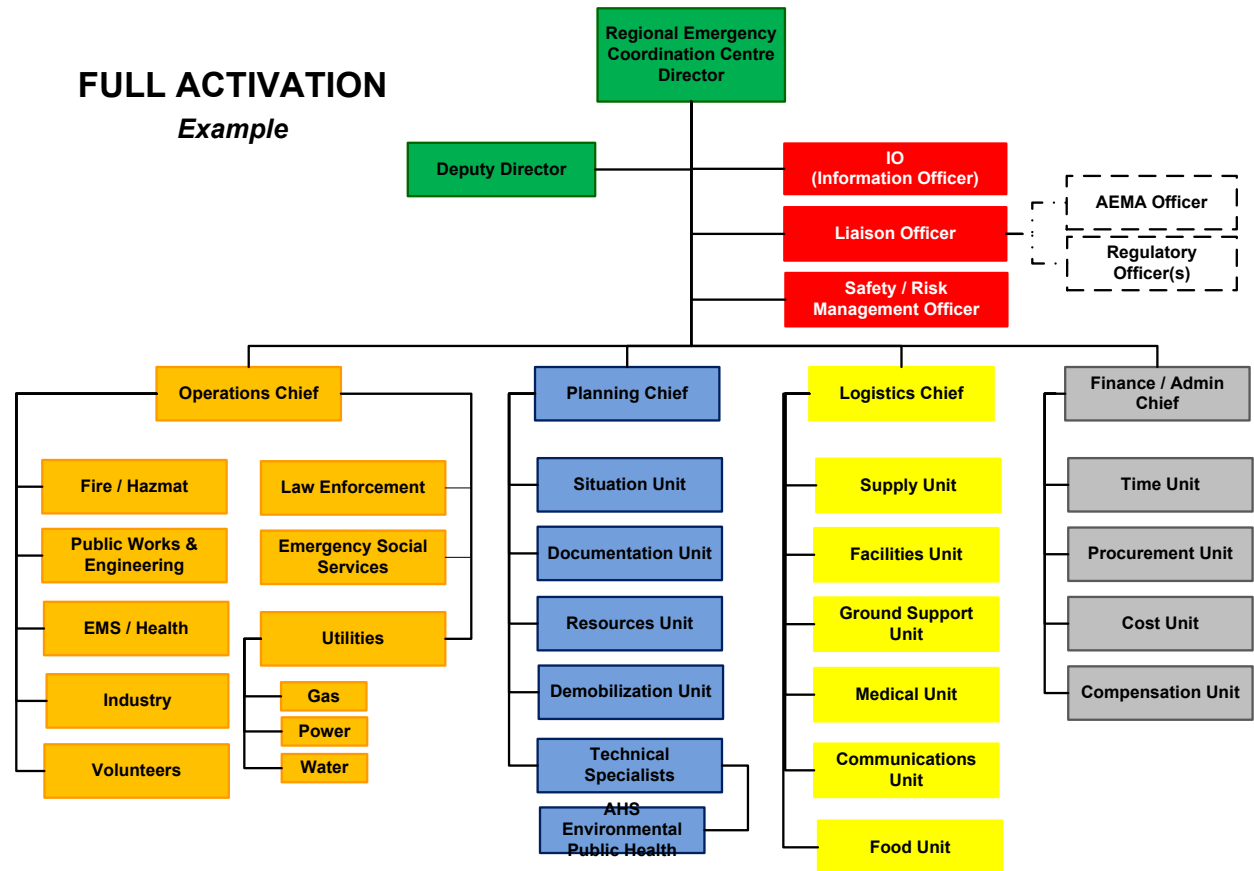 Regional Emergency
Coordination Centre
Director
FULL ACTIVATION
Example
Deputy Director
IO
(Information Officer)
Liaison Officer
AEMA Officer
Regulatory
Officer(s)
Safety / Risk
Management Officer
Operations Chief
Planning Chief
Logistics Chief
Finance / Admin
Chief
Fire / Hazmat
Public Works &
Engineering
EMS / Health
Industry
Volunteers
Law Enforcement
Emergency Social
Services
Utilities
Gas
Power
Water
Situation Unit
Documentation Unit
Resources Unit
Demobilization Unit
Technical
Specialists
AHS
Environmental
Public Health
Supply Unit
Facilities Unit
Ground Support
Unit
Medical Unit
Communications
Unit
Food Unit
Time Unit
Procurement Unit
Cost Unit
Compensation Unit